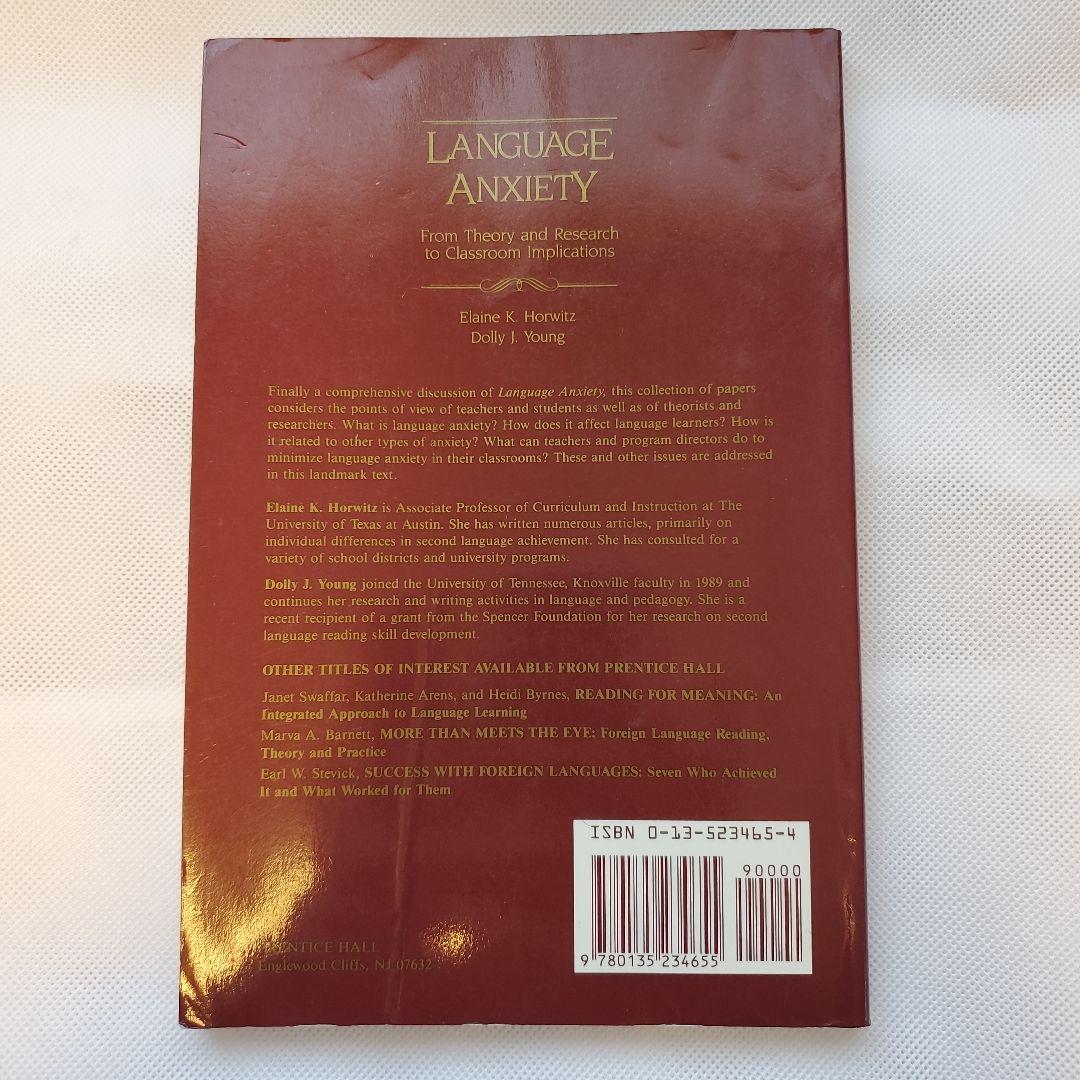 LANGUAGE
ANXIETY
From Theory and Research
to Classroom Implications
Elaine K. Horwitz
Dolly J. Young
Finally a comprehensive discussion of Language Anxiety, this collection of papers
considers the points of view of teachers and students as well as of theorists and
researchers. What is language anxiety? How does it affect language learners? How is
it related to other types of anxiety? What can teachers and program directors do to
minimize language anxiety in their classrooms? These and other issues are addressed
in this landmark text.
Elaine K. Horwitz is Associate Professor of Curriculum and Instruction at The
University of Texas at Austin. She has written numerous articles, primarily on
individual differences in second language achievement. She has consulted for a
variety of school districts and university programs.
Dolly J. Young joined the University of Tennessee, Knoxville faculty in 1989 and
continues her research and writing activities in language and pedagogy. She is a
recent recipient of a grant from the Spencer Foundation for her research on second
language reading skill development.
OTHER TITLES OF INTEREST AVAILABLE FROM PRENTICE HALL
Janet Swaffar, Katherine Arens, and Heidi Byrnes, READING FOR MEANING: An
Integrated Approach to Language Learning
Marva A. Barnett, MORE THAN MEETS THE EYE: Foreign Language Reading,
Theory and Practice
Earl W. Stevick, SUCCESS WITH FOREIGN LANGUAGES: Seven Who Achieved
It and What Worked for Them
ISBN 0-13-523465-4
90000
9 780135 234655
PRENTICE HALL
Englewood Cliffs, NJ 07632